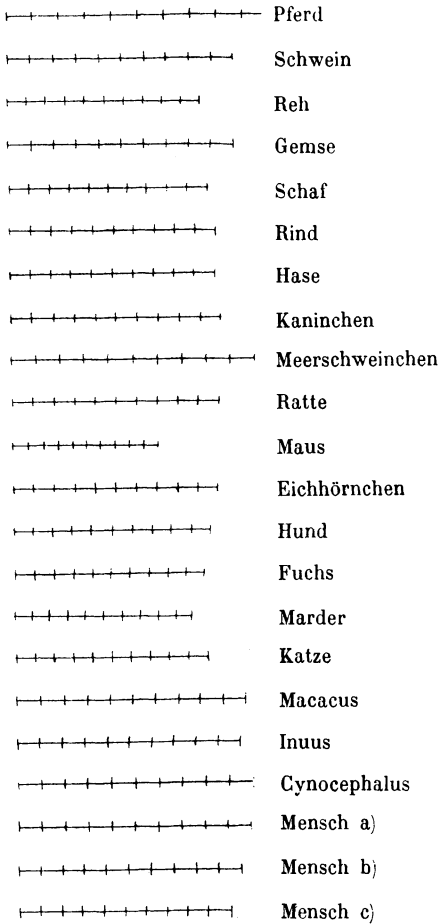 Pferd
Schwein
Reh
Gemse
Schaf
Rind
Hase
Kaninchen
Meerschweinchen
Ratte
Maus
Eichhörnchen
Hund
Fuchs
Marder
Katze
Macacus
Inuus
Cynocephalus
Mensch a)
Mensch b)
Mensch c)